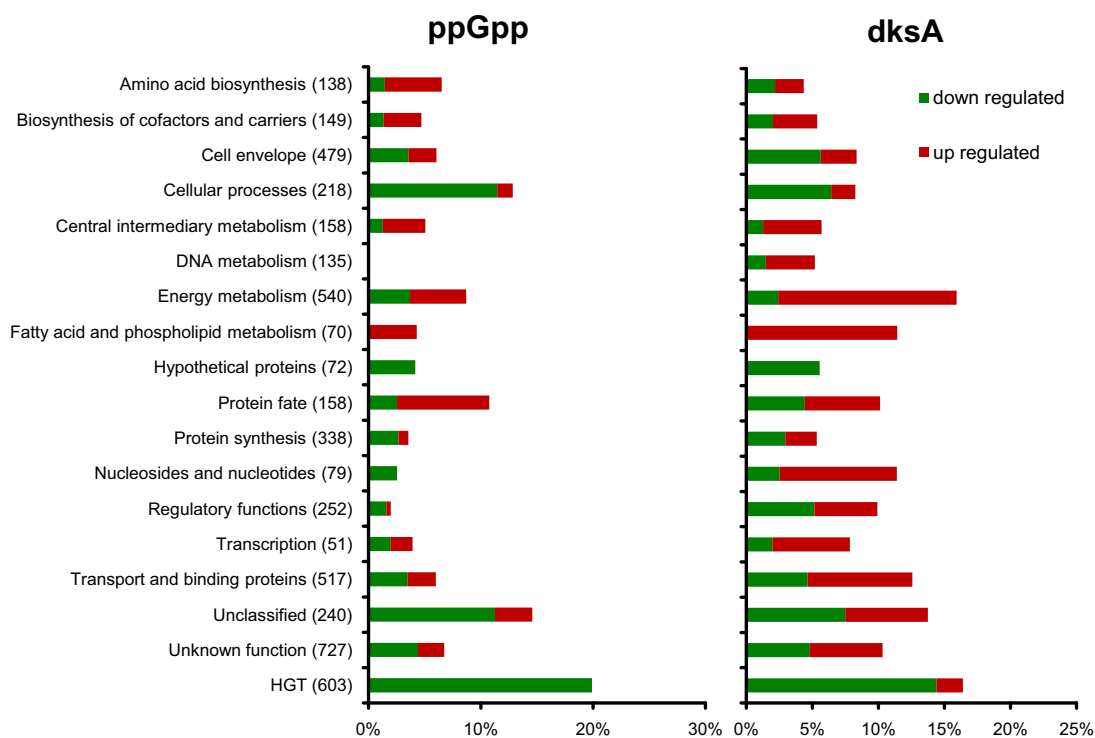 ppGpp
dksA
Amino acid biosynthesis (138)
Biosynthesis of cofactors and carriers (149)
Cell envelope (479)
Cellular processes (218)
Central intermediary metabolism (158)
DNA metabolism (135)
Energy metabolism (540)
Fatty acid and phospholipid metabolism (70)
Hypothetical proteins (72)
Protein fate (158)
Protein synthesis (338)
Nucleosides and nucleotides (79)
Regulatory functions (252)
Transcription (51)
Transport and binding proteins (517)
Unclassified (240)
Unknown function (727)
HGT (603)
down regulated
up regulated
0% 10% 20% 30%
0% 5% 10% 15% 20% 25%